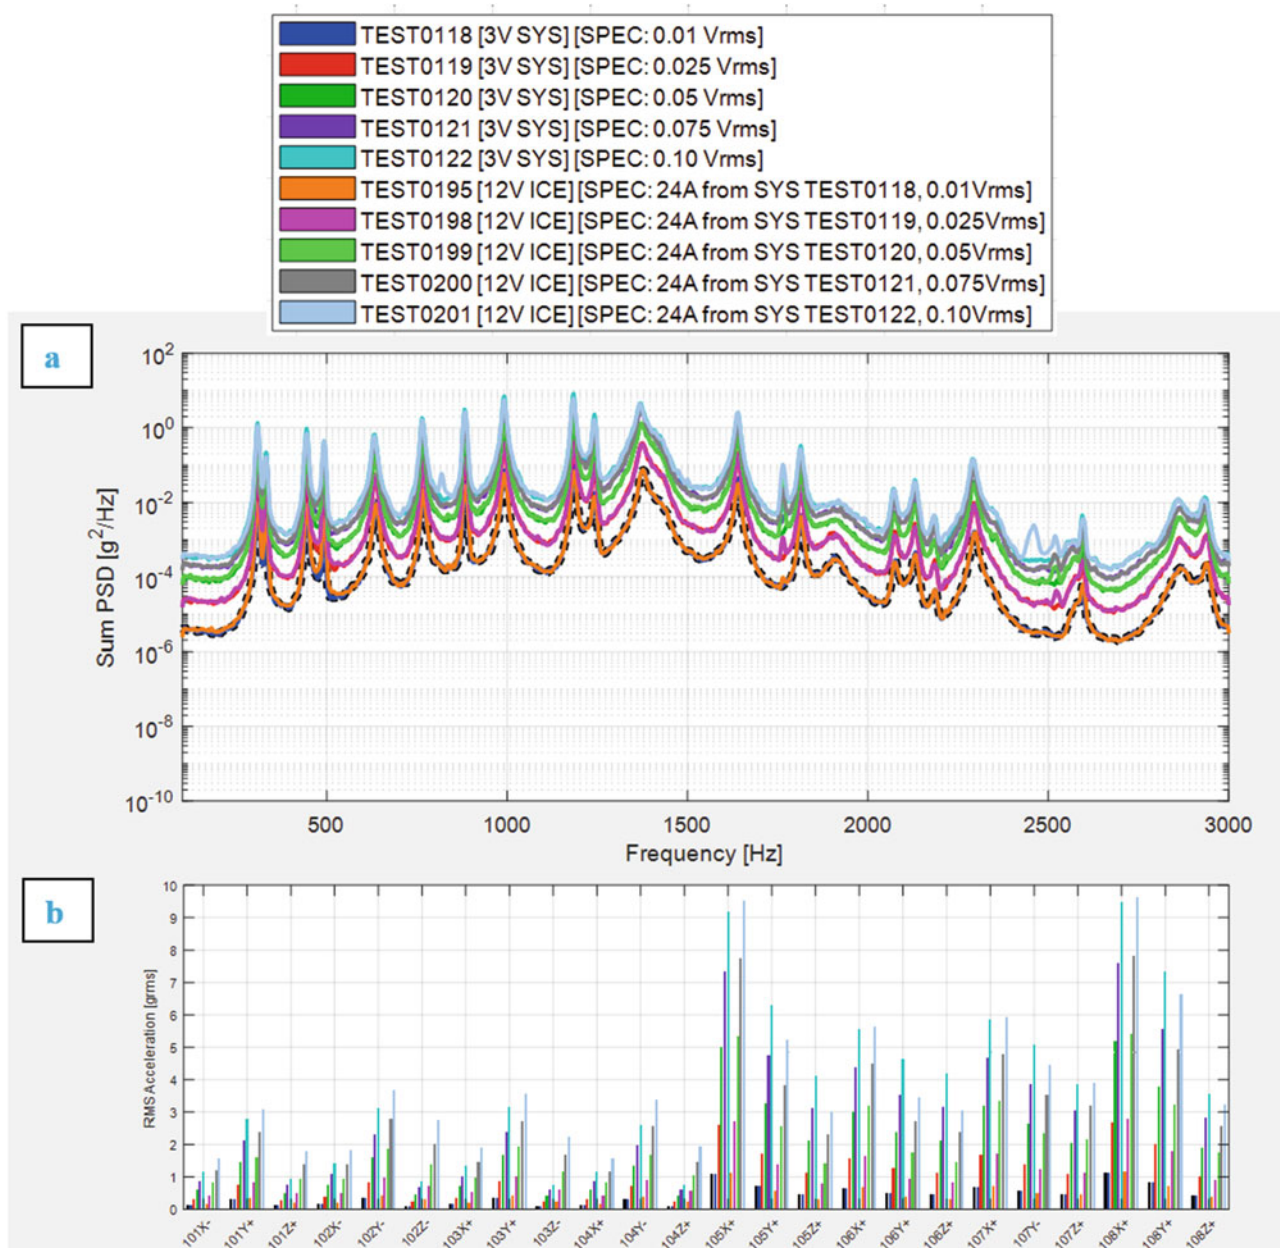 TEST0118 [3V SYS] [SPEC: 0.01 Vrms]
TEST0119 [3V SYS] [SPEC: 0.025 Vrms]
TEST0120 [3V SYS] [SPEC: 0.05 Vrms]
TEST0121 [3V SYS] [SPEC: 0.075 Vrms]
TEST0122 [3V SYS] [SPEC: 0.10 Vrms]
TEST0195 [12V ICE] [SPEC: 24A from SYS TEST0118, 0.01Vrms]
TEST0198 [12V ICE] [SPEC: 24A from SYS TEST0119, 0.025Vrms]
TEST0199 [12V ICE] [SPEC: 24A from SYS TEST0120, 0.05Vrms]
TEST0200 [12V ICE] [SPEC: 24A from SYS TEST0121, 0.075Vrms]
TEST0201 [12V ICE] [SPEC: 24A from SYS TEST0122, 0.10Vrms]
a
10^2
10^0
10^-2
10^-4
10^-6
10^-8
10^-10
Sum PSD [g^2/Hz]
500 1000 1500 2000 2500 3000
Frequency [Hz]
b
10
9
8
7
6
5
4
3
2
1
0
RMS Acceleration [grms]
101X- 101Y+ 101Z+ 102X- 102Y- 102Z- 103X+ 103Y+ 103Z- 104X+ 104Y- 104Z+ 105X+ 105Y+ 105Z+ 106X+ 106Y+ 106Z+ 107X+ 107Y- 107Z+ 108X+ 108Y+ 108Z+